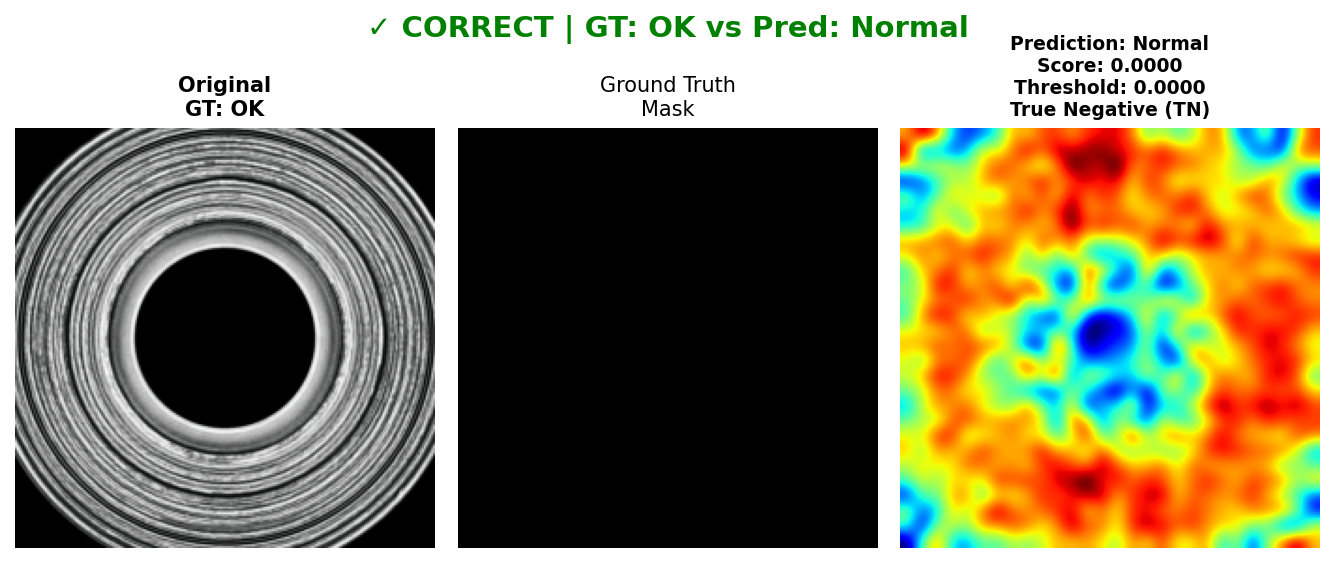 ✓ CORRECT | GT: OK vs Pred: Normal
Original
GT: OK
Ground Truth
Mask
Prediction: Normal
Score: 0.0000
Threshold: 0.0000
True Negative (TN)